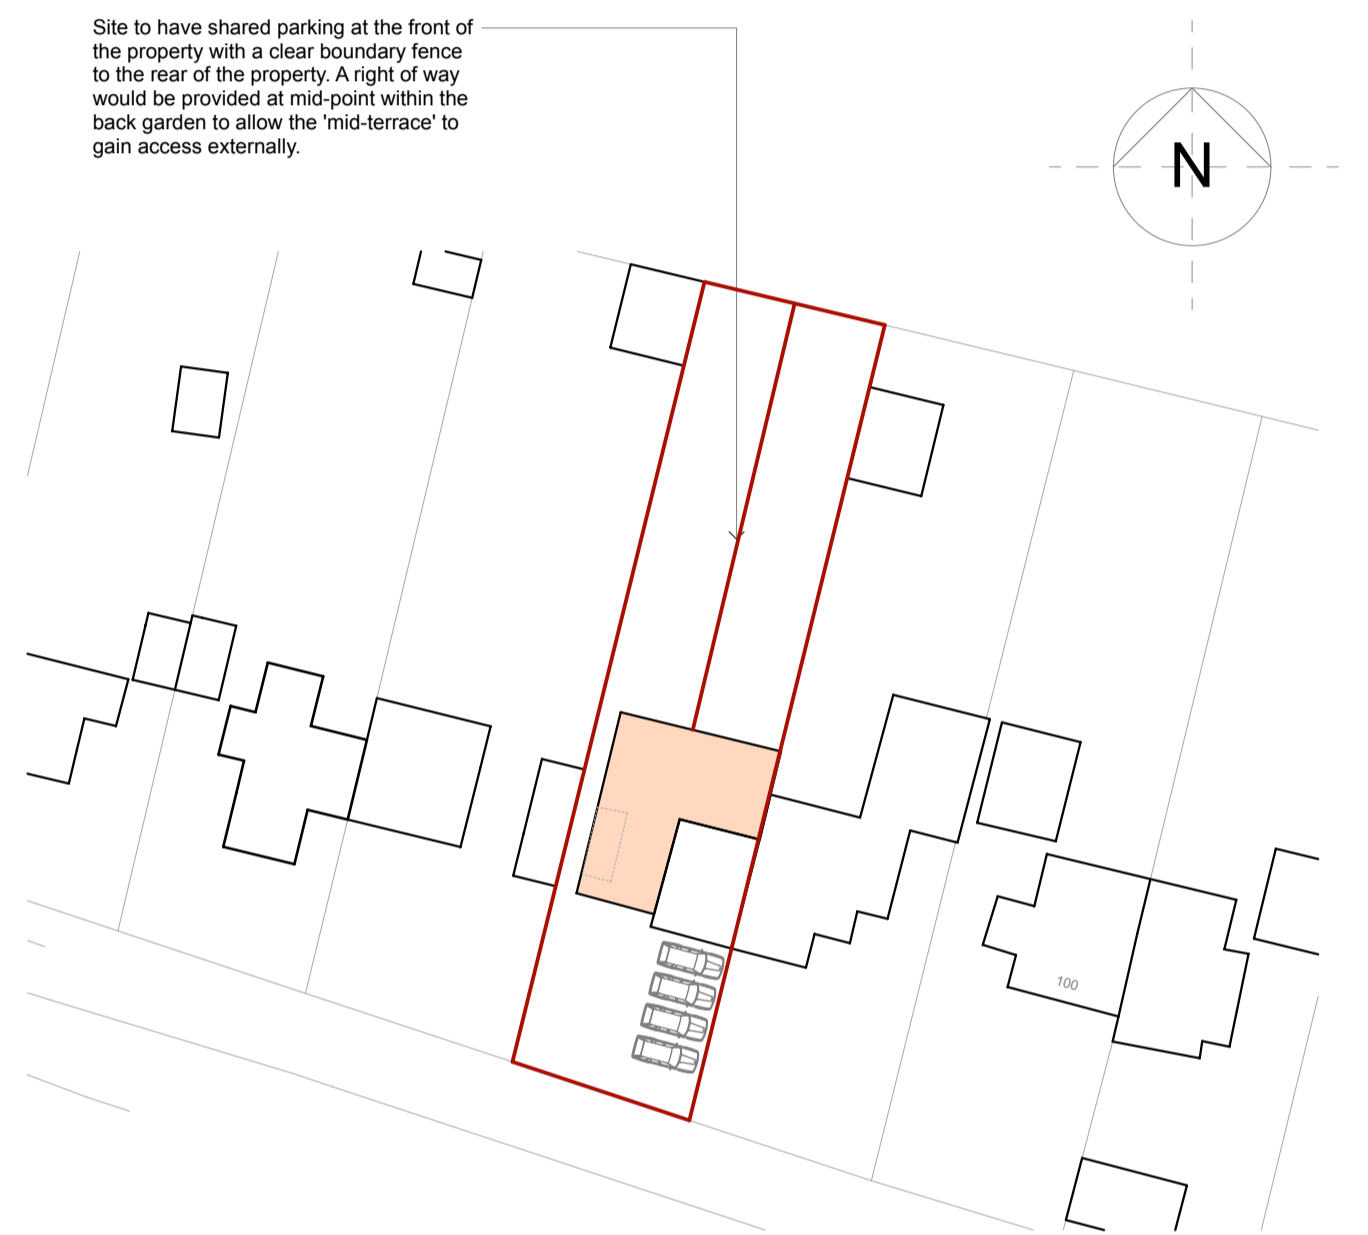 Site to have shared parking at the front of
the property with a clear boundary fence
to the rear of the property. A right of way
would be provided at mid-point within the
back garden to allow the 'mid-terrace' to
gain access externally.
N
100